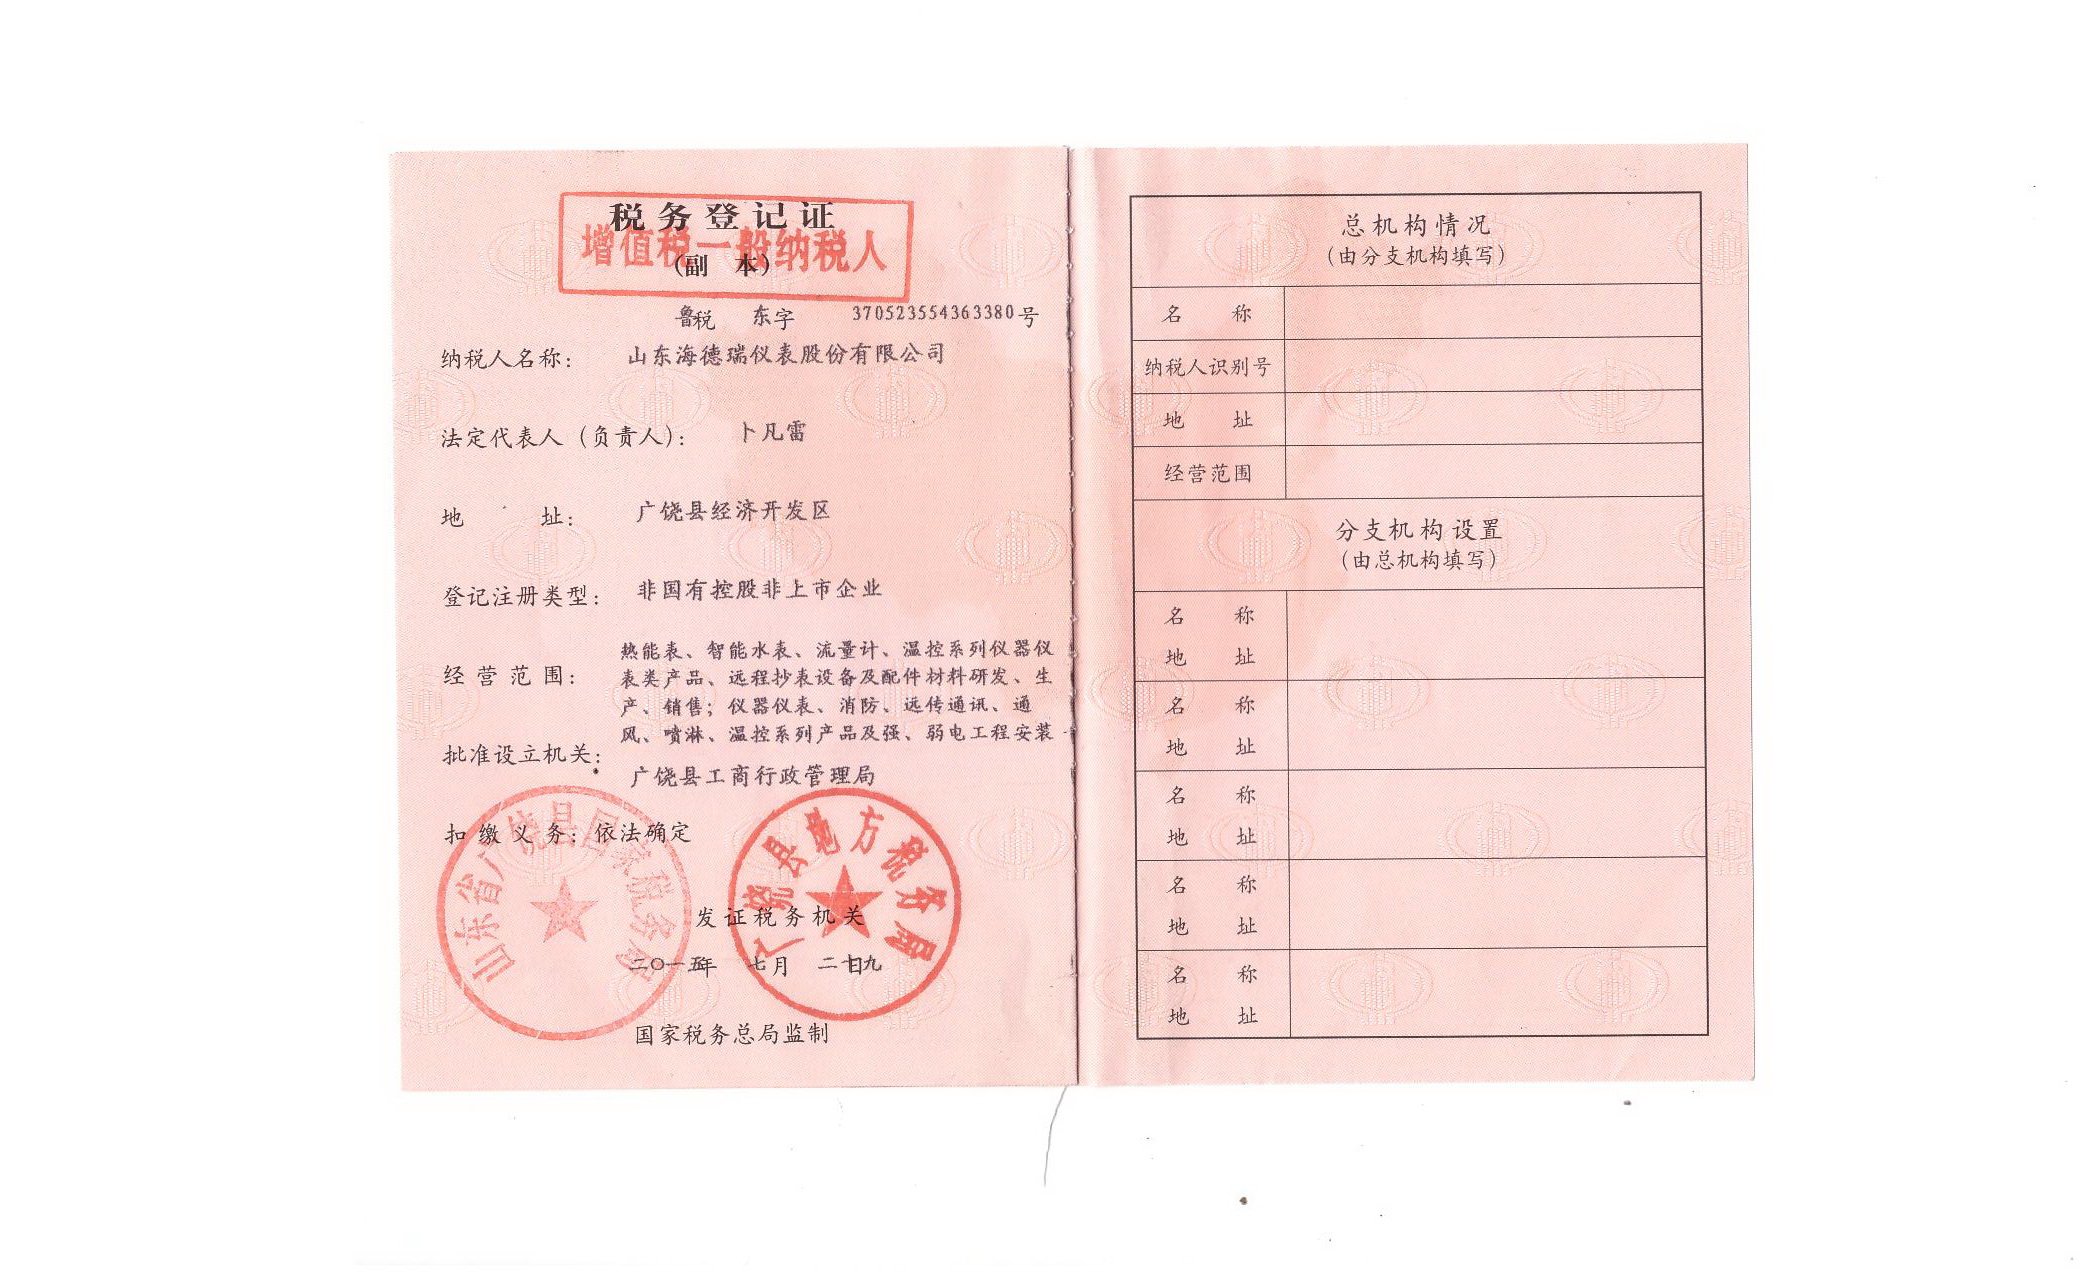 税务登记证
增值税一般纳税人
(副 本)
鲁税 东字 370523554363380号
纳税人名称: 山东海德瑞仪表股份有限公司
法定代表人(负责人): 卜凡雷
地 址: 广饶县经济开发区
登记注册类型: 非国有控股非上市企业
经营范围: 热能表、智能水表、流量计、温控系列仪器仪
表类产品、远程抄表设备及配件材料研发、生
产、销售;仪器仪表、消防、远传通讯、通
风、喷淋、温控系列产品及强、弱电工程安装
批准设立机关:
广饶县工商行政管理局
扣缴义务: 依法确定
山东省广饶县国家税务局
广饶县地方税务局
发证税务机关
二〇一五年 七月 二十九日
国家税务总局监制
总机构情况
(由分支机构填写)
名 称
纳税人识别号
地 址
经营范围
分支机构设置
(由总机构填写)
名 称
地 址
名 称
地 址
名 称
地 址
名 称
地 址
名 称
地 址